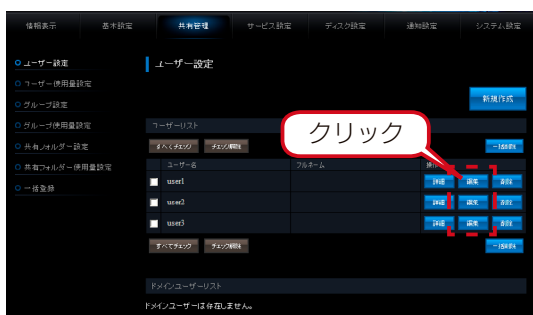 情報表示 基本設定 共有管理 サービス設定 ディスク設定 通知設定 システム設定
ユーザー設定
ユーザー使用量設定
グループ設定
グループ使用量設定
共有フォルダー設定
共有フォルダー使用量設定
一括登録
ユーザー設定
新規作成
ユーザーリスト
クリック
すべてチェック チェック解除 一括削除
ユーザー名 フルネーム 操作
user1 詳細 編集 削除
user2 詳細 編集 削除
user3 詳細 編集 削除
すべてチェック チェック解除 一括削除
ドメインユーザーリスト
ドメインユーザーは存在しません。